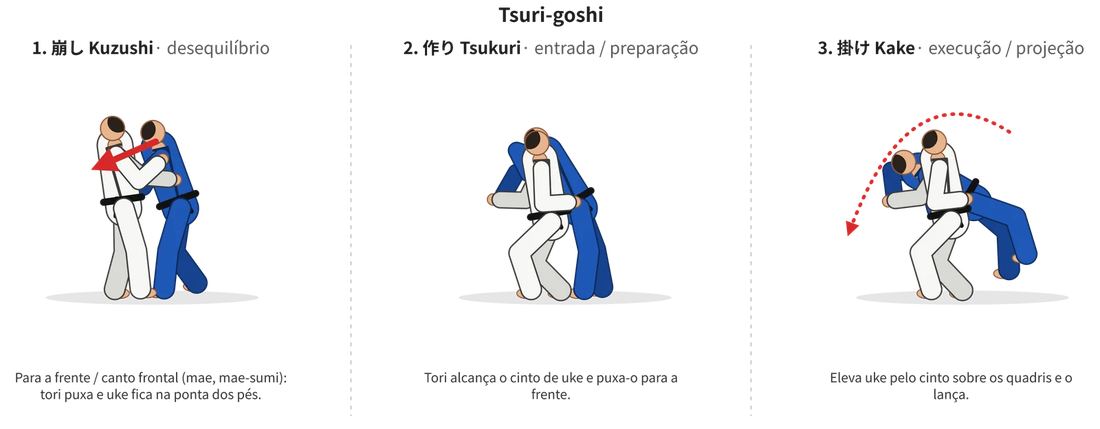 Tsuri-goshi
1. 崩し Kuzushi · desequilíbrio
2. 作り Tsukuri · entrada / preparação
3. 掛け Kake · execução / projeção
Para a frente / canto frontal (mae, mae-sumi):
tori puxa e uke fica na ponta dos pés.
Tori alcança o cinto de uke e puxa-o para a
frente.
Eleva uke pelo cinto sobre os quadris e o
lança.